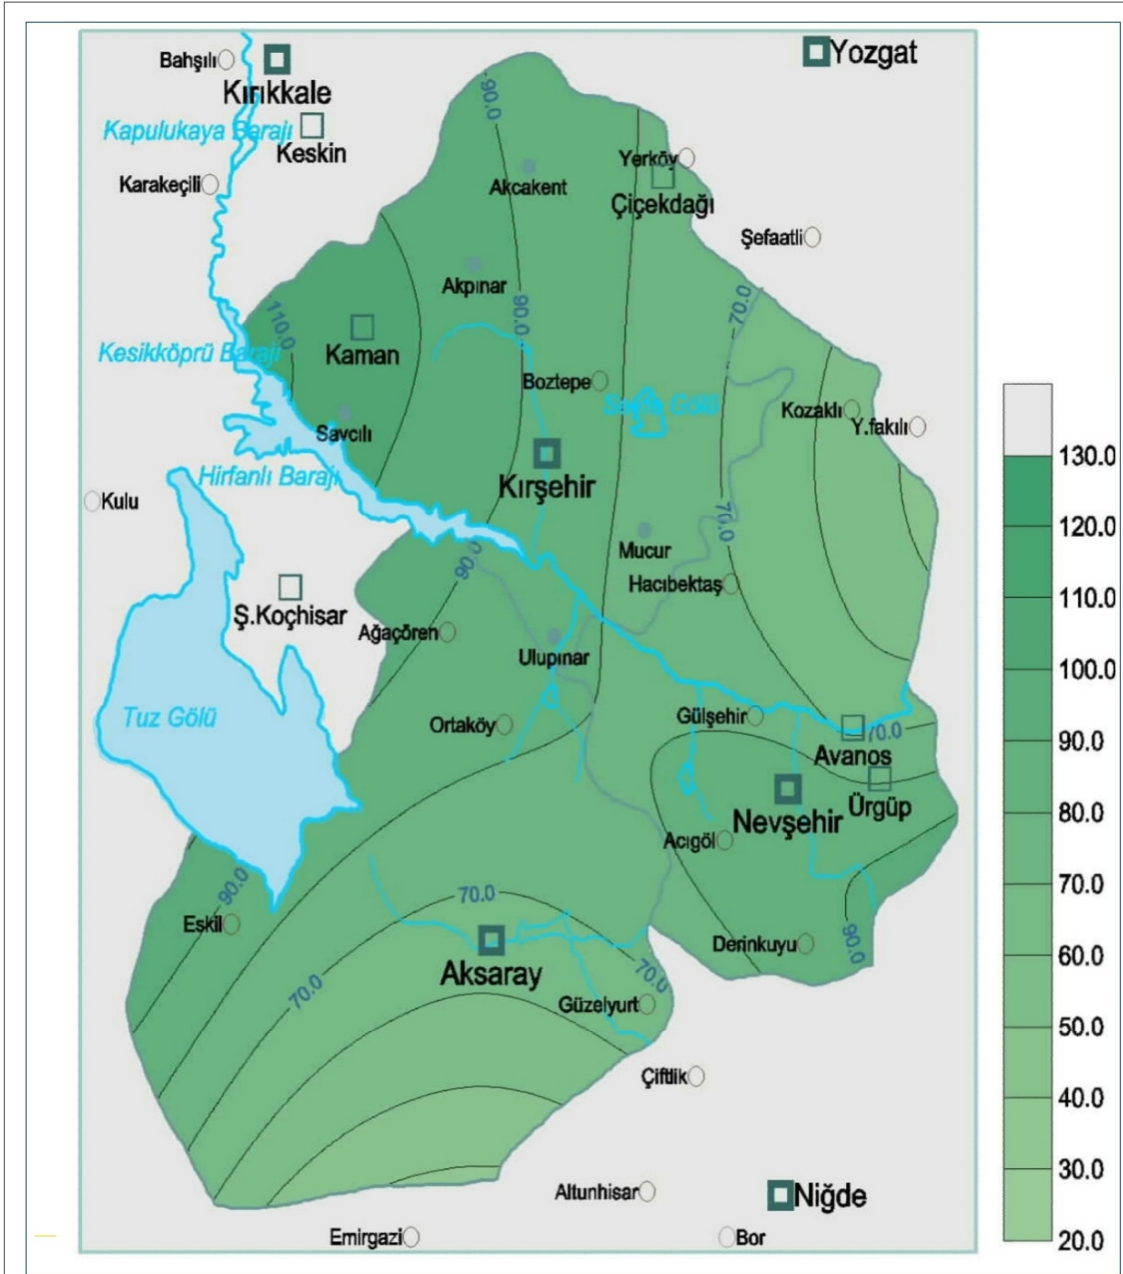 Yozgat
Bahşılı
Kırıkkale
90.0
Kapulukaya Barajı
Keskin
Yerköy
Karakeçili
Akcakent
Çiçekdağı
Şefaatli
Akpınar
70.0
110.0
90.0
Kesikköprü Barajı
Kaman
Boztepe
Kozaklı
Y.fakılı
Savcılı
Gölü
130.0
Hirfanlı Barajı
Kırşehir
Kulu
120.0
70.0
Mucur
90.0
Hacıbektaş
110.0
Ş.Koçhisar
Ağaçören
Ulupınar
100.0
Tuz Gölü
Ortaköy
Gülşehir
70.0
90.0
Avanos
Ürgüp
Nevşehir
80.0
Acıgöl
90.0
70.0
70.0
Eskil
Derinkuyu
90.0
60.0
Aksaray
70.0
70.0
Güzelyurt
50.0
Çiftlik
40.0
30.0
Altunhisar
Niğde
Emirgazi
Bor
20.0